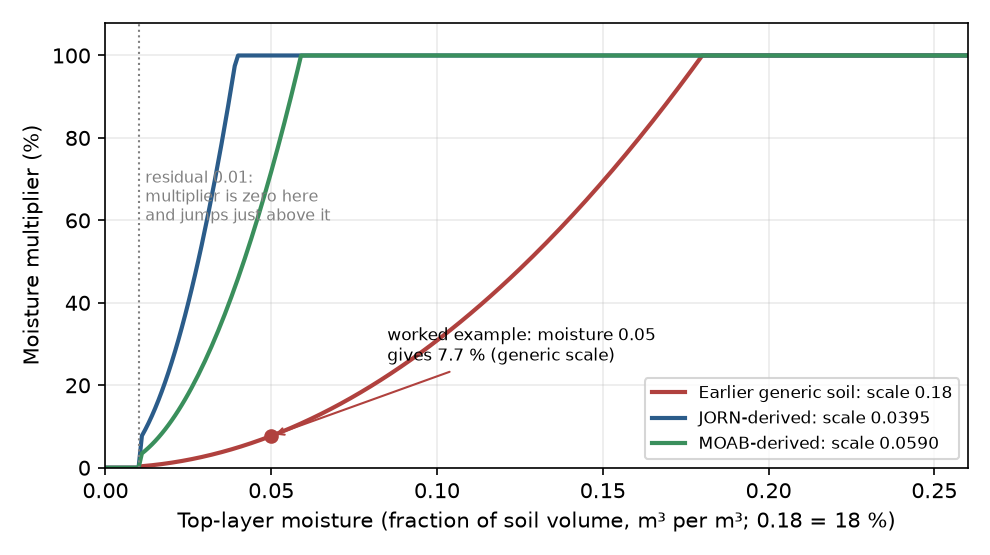 100
80
60
40
20
0
Moisture multiplier (%)
residual 0.01:
multiplier is zero here
and jumps just above it
worked example: moisture 0.05
gives 7.7 % (generic scale)
Earlier generic soil: scale 0.18
JORN-derived: scale 0.0395
MOAB-derived: scale 0.0590
0.00 0.05 0.10 0.15 0.20 0.25
Top-layer moisture (fraction of soil volume, m³ per m³; 0.18 = 18 %)